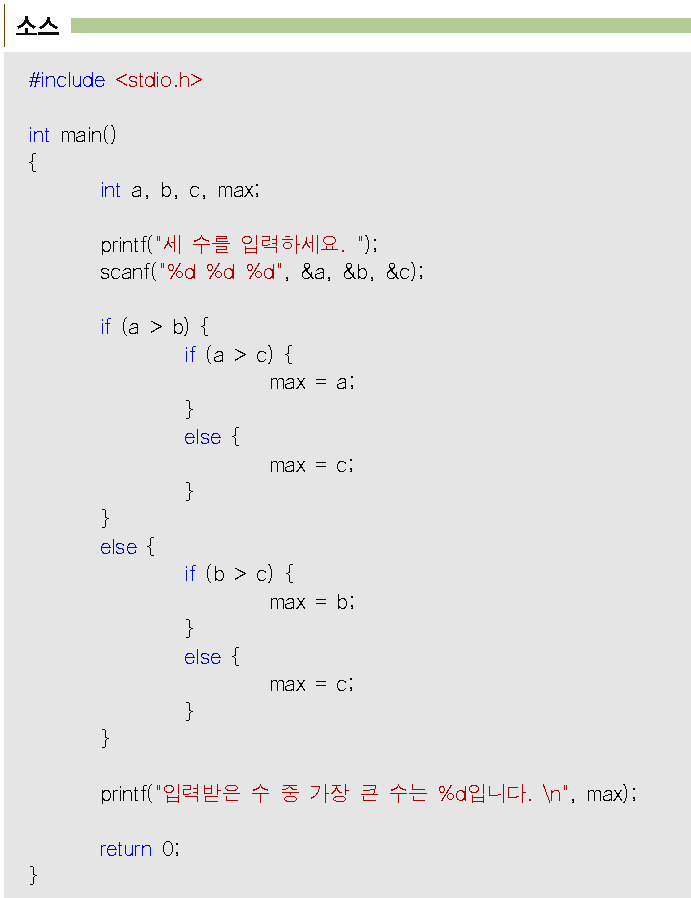 소스
#include <stdio.h>
int main()
{
int a, b, c, max;
printf("세 수를 입력하세요. ");
scanf("%d %d %d", &a, &b, &c);
if (a > b) {
if (a > c) {
max = a;
}
else {
max = c;
}
}
else {
if (b > c) {
max = b;
}
else {
max = c;
}
}
printf("입력받은 수 중 가장 큰 수는 %d입니다. \n", max);
return 0;
}